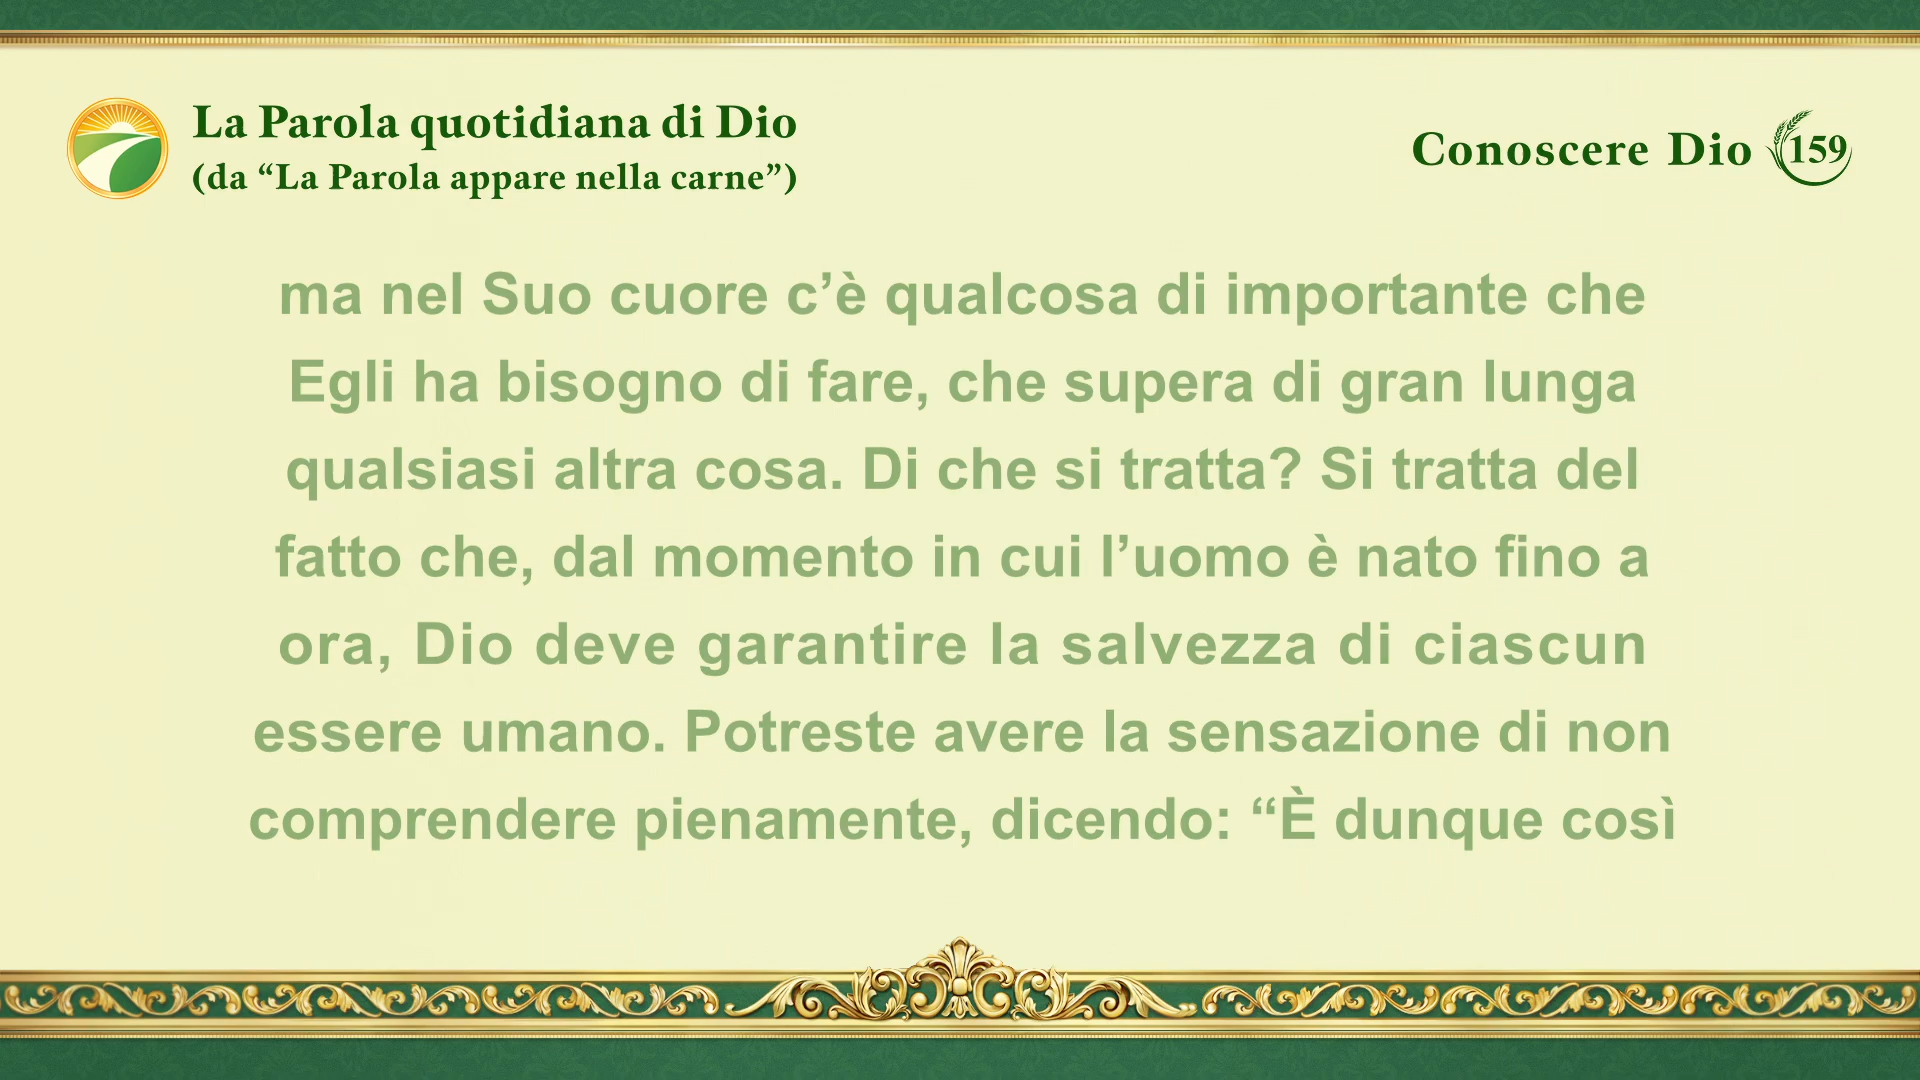 La Parola quotidiana di Dio
(da “La Parola appare nella carne”)
Conoscere Dio 159
ma nel Suo cuore c’è qualcosa di importante che
Egli ha bisogno di fare, che supera di gran lunga
qualsiasi altra cosa. Di che si tratta? Si tratta del
fatto che, dal momento in cui l’uomo è nato fino a
ora, Dio deve garantire la salvezza di ciascun
essere umano. Potreste avere la sensazione di non
comprendere pienamente, dicendo: “È dunque così